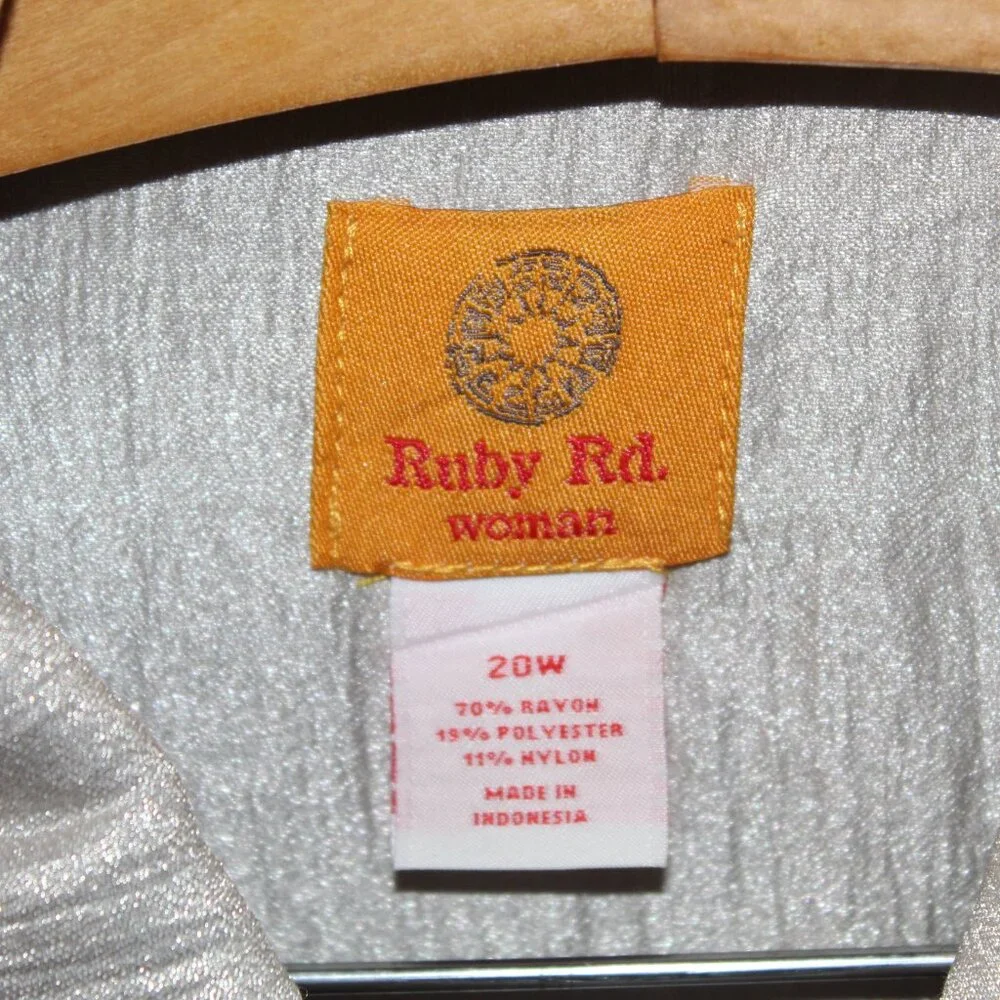 Ruby Rd.
woman
20W
70% RAYON
19% POLYESTER
11% NYLON
MADE IN
INDONESIA